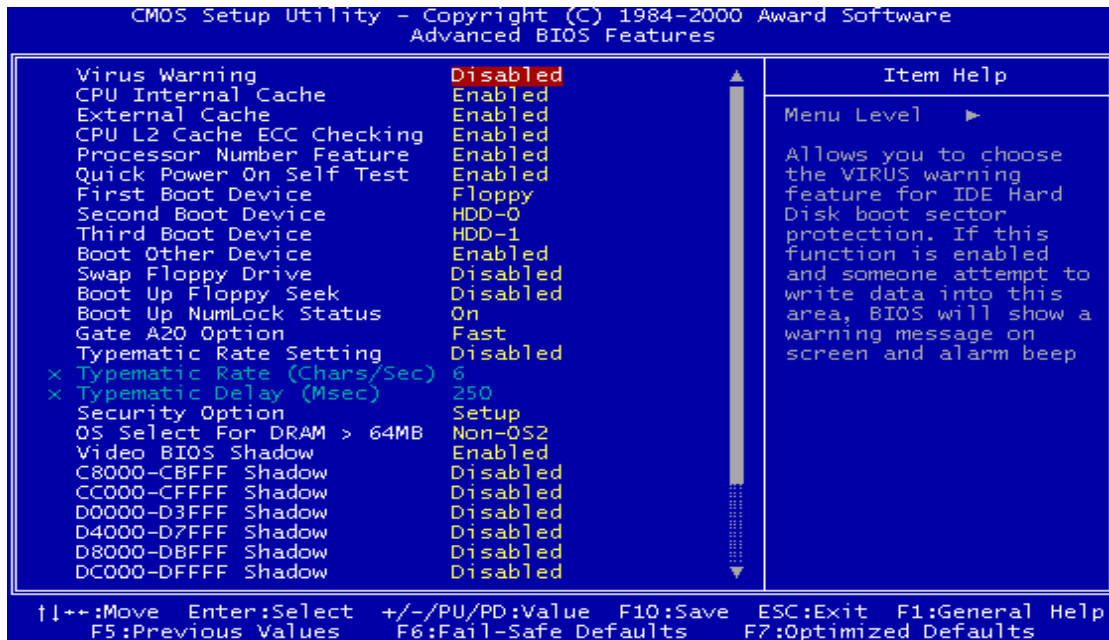 CMOS Setup Utility - Copyright (C) 1984-2000 Award Software
Advanced BIOS Features
Virus Warning Disabled
CPU Internal Cache Enabled
External Cache Enabled
CPU L2 Cache ECC Checking Enabled
Processor Number Feature Enabled
Quick Power On Self Test Enabled
First Boot Device Floppy
Second Boot Device HDD-0
Third Boot Device HDD-1
Boot Other Device Enabled
Swap Floppy Drive Disabled
Boot Up Floppy Seek Disabled
Boot Up NumLock Status On
Gate A20 Option Fast
Typematic Rate Setting Disabled
x Typematic Rate (Chars/Sec) 6
x Typematic Delay (Msec) 250
Security Option Setup
OS Select For DRAM > 64MB Non-OS2
Video BIOS Shadow Enabled
C8000-CBFFF Shadow Disabled
CC000-CFFFF Shadow Disabled
D0000-D3FFF Shadow Disabled
D4000-D7FFF Shadow Disabled
D8000-DBFFF Shadow Disabled
DC000-DFFFF Shadow Disabled
Item Help
Menu Level ►
Allows you to choose
the VIRUS warning
feature for IDE Hard
Disk boot sector
protection. If this
function is enabled
and someone attempt to
write data into this
area, BIOS will show a
warning message on
screen and alarm beep
↑↓←→:Move Enter:Select +/-/PU/PD:Value F10:Save ESC:Exit F1:General Help
F5:Previous Values F6:Fail-Safe Defaults F7:Optimized Defaults